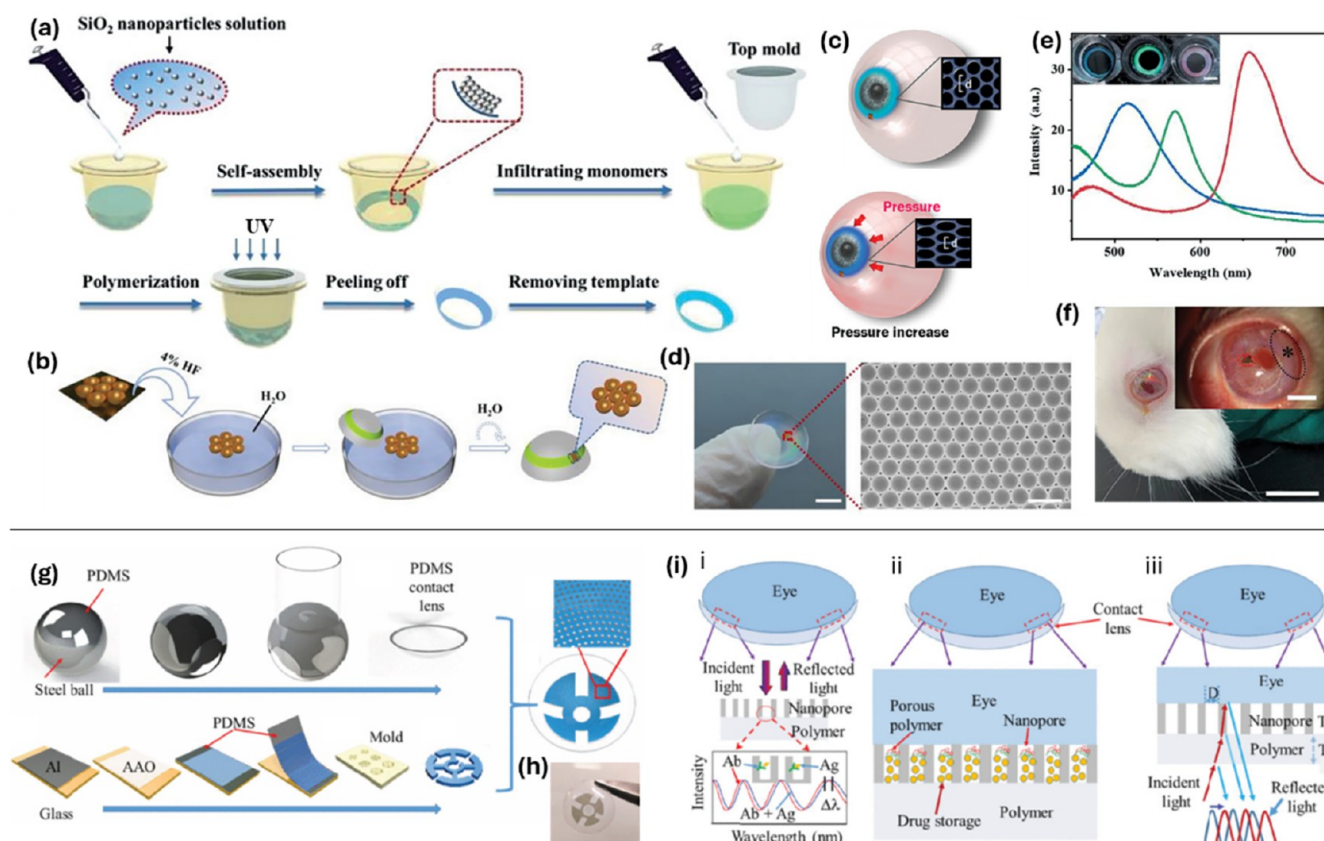 (a)
SiO2 nanoparticles solution
Top mold
Self-assembly
Infiltrating monomers
UV
Polymerization
Peeling off
Removing template
(b)
4% HF
H2O
H2O
(c)
d
Pressure
d
Pressure increase
(d)
(e)
Intensity (a.u.)
30
20
10
500
600
700
Wavelength (nm)
(f)
*
(g)
PDMS
Steel ball
PDMS
contact
lens
PDMS
Mold
Al
AAO
Glass
(h)
(i)
i
Eye
Incident
light
Reflected
light
Nanopore
Polymer
Ab
Ag
Intensity
Δλ
Ab + Ag
Wavelength (nm)
ii
Eye
Contact
lens
Porous
polymer
Eye
Nanopore
Drug storage
Polymer
iii
Eye
Eye
D
Nanopore T
Polymer T
Incident
light
Reflected
light